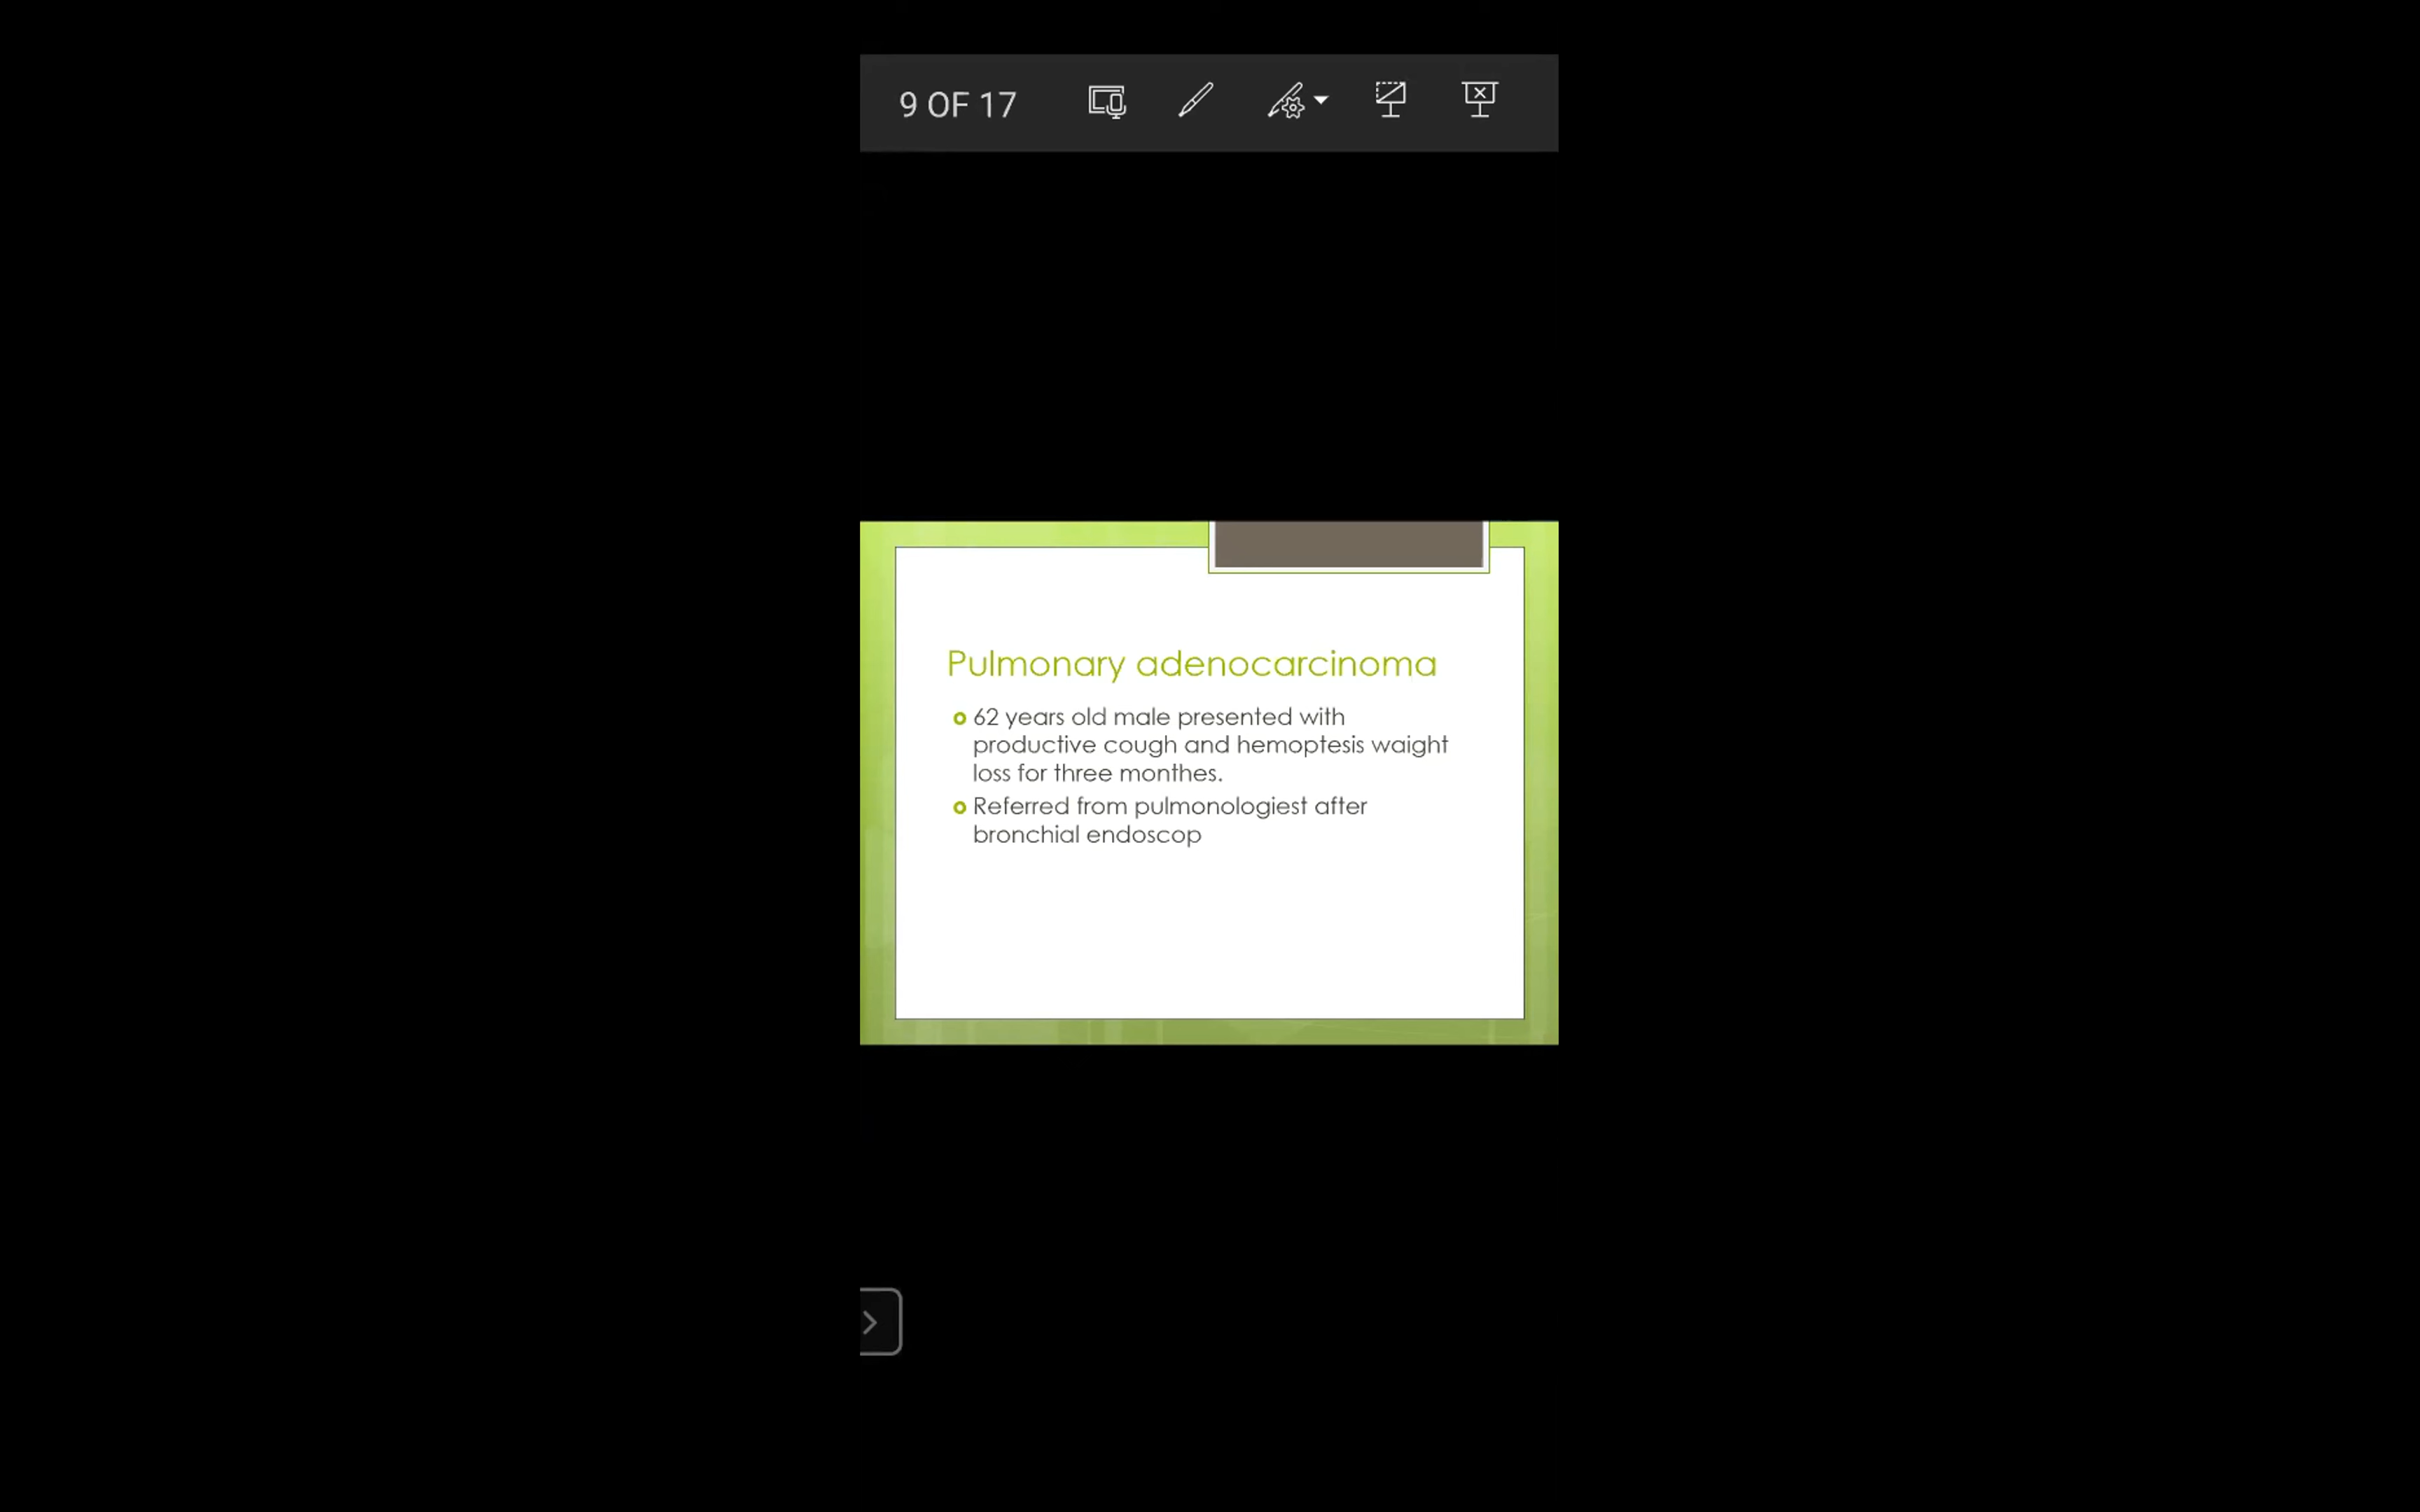 9 OF 17
Pulmonary adenocarcinoma
62 years old male presented with
productive cough and hemoptesis waight
loss for three monthes.
Referred from pulmonologiest after
bronchial endoscop